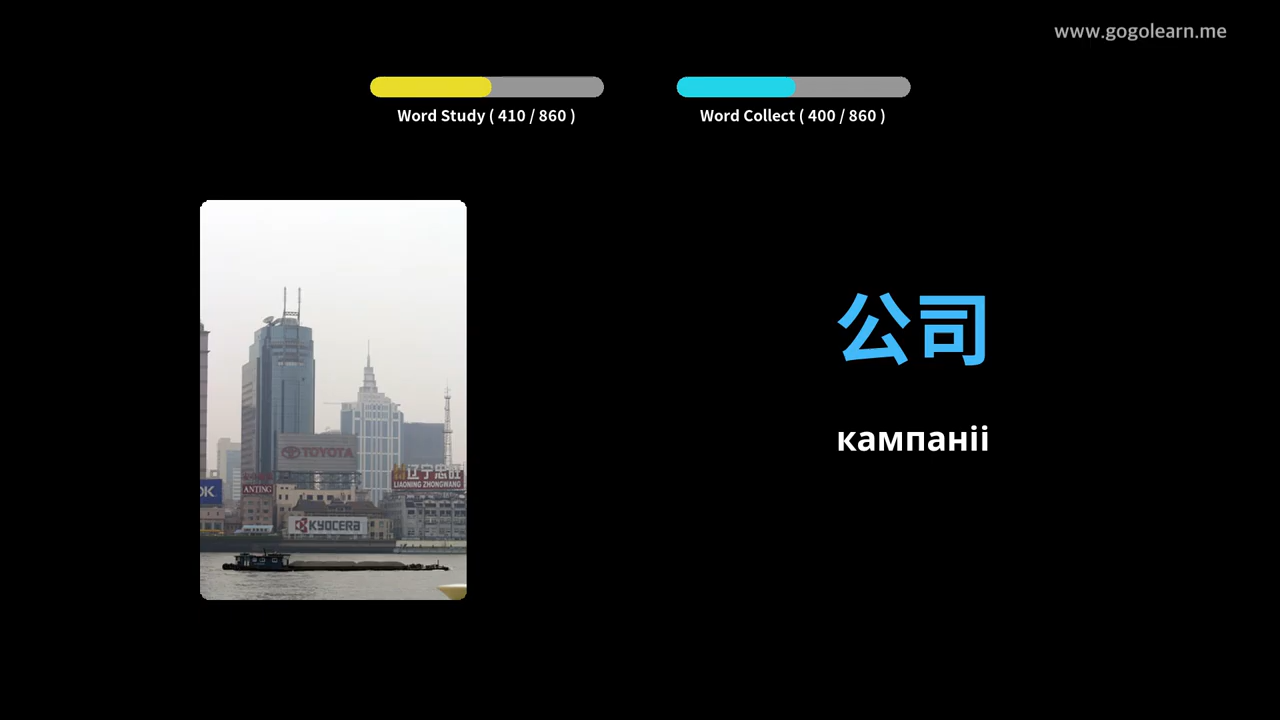 www.gogolearn.me
Word Study ( 410 / 860 )
Word Collect ( 400 / 860 )
公司
кампаніі
TOYOTA
辽宁忠旺
LIAONING ZHONGWANG
OK
ANTING
KYOCERA